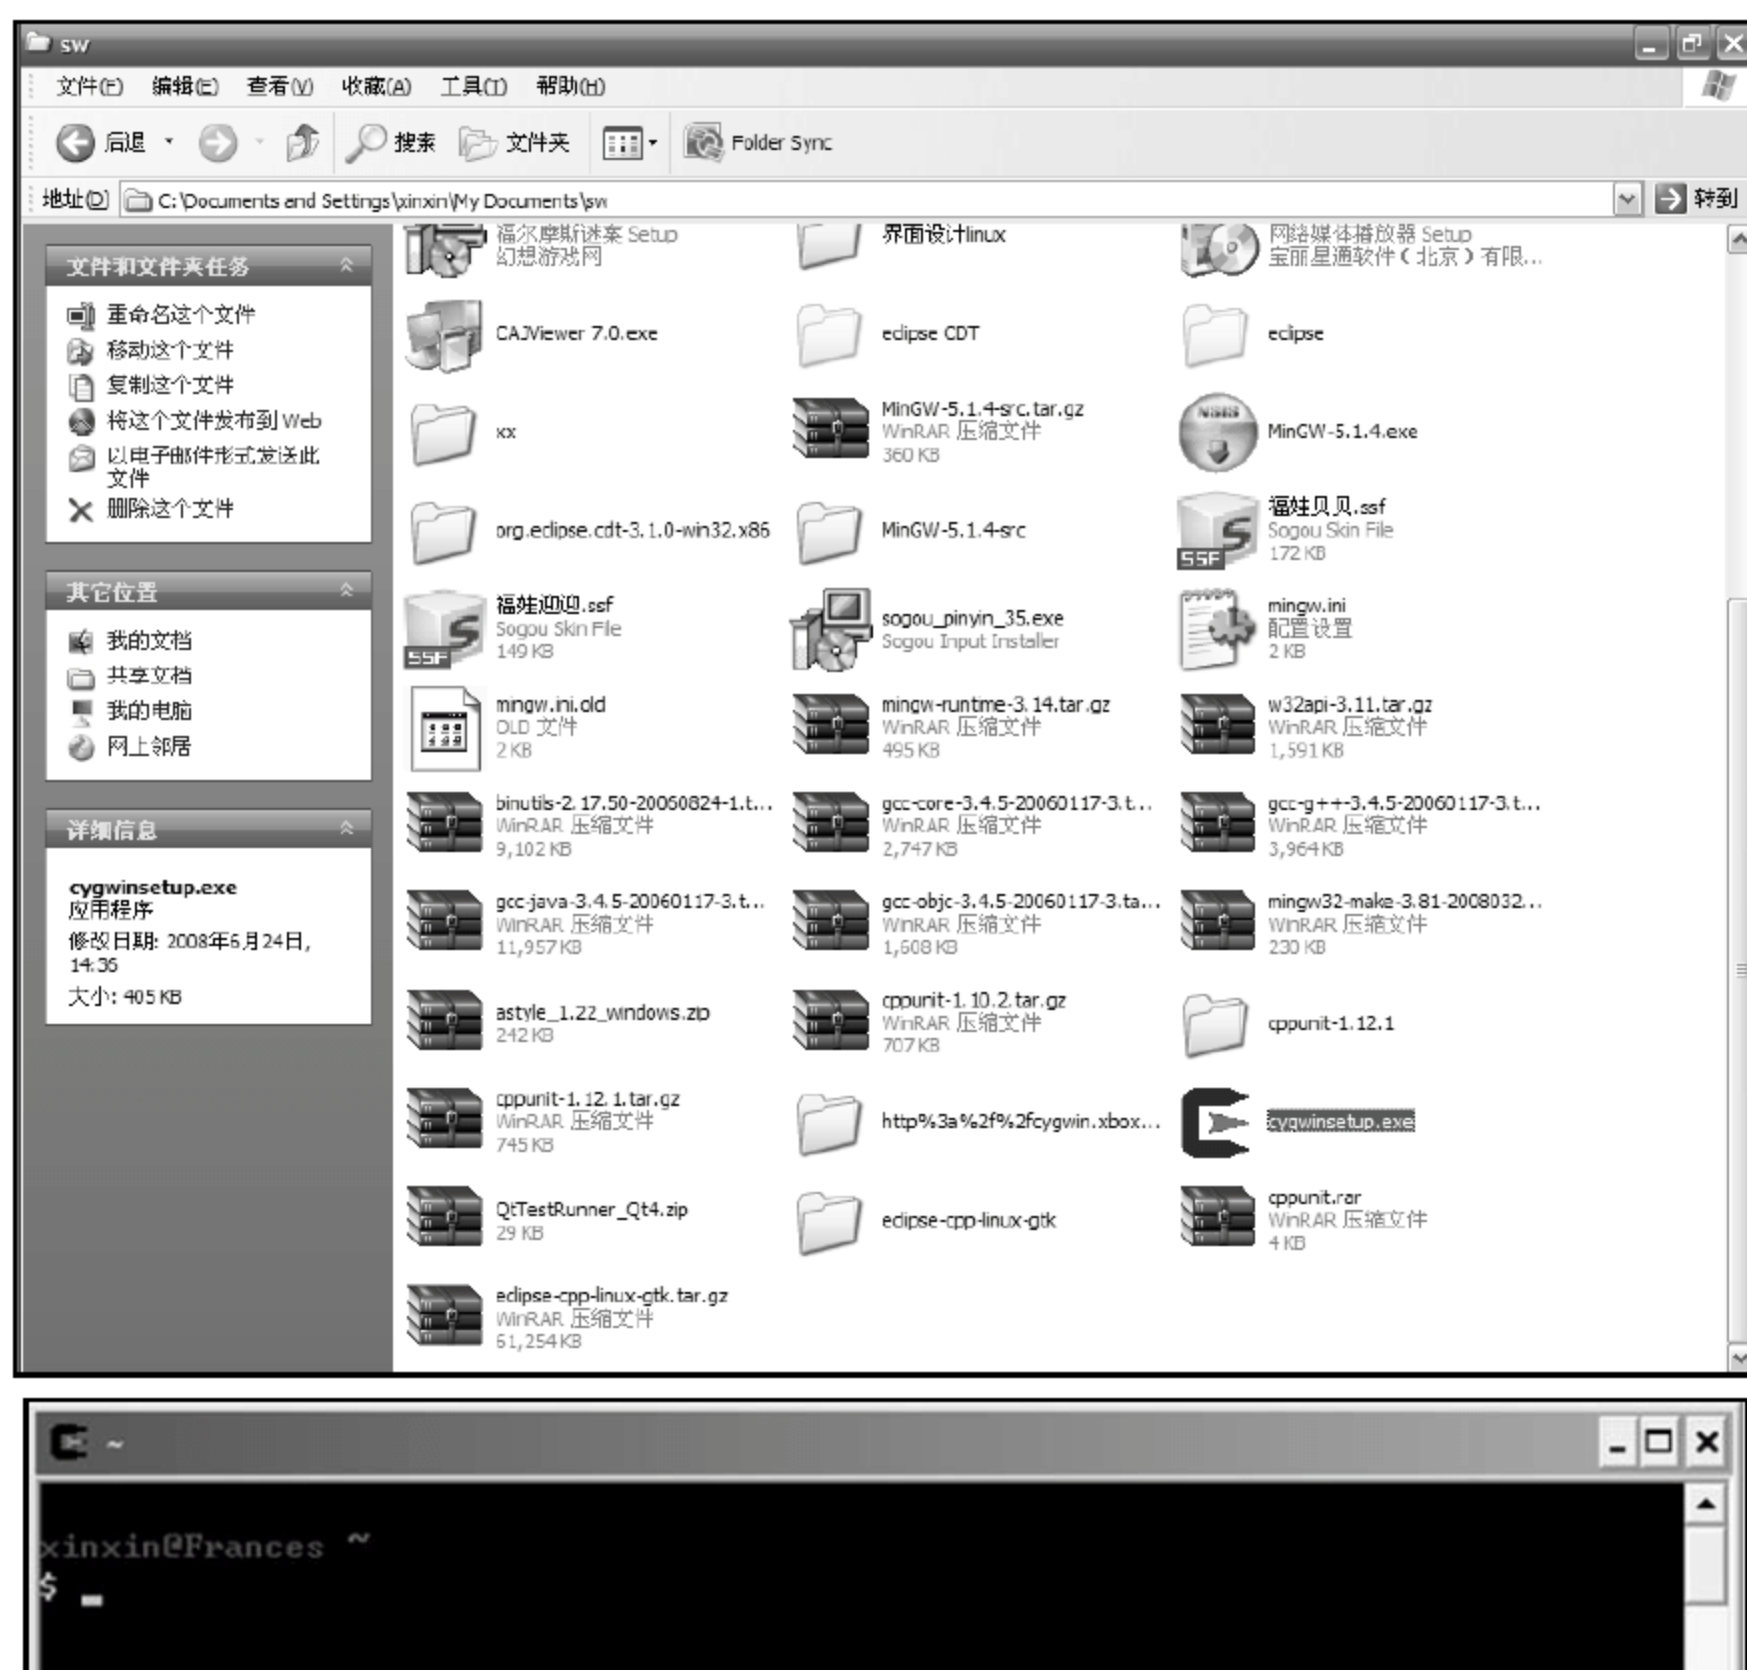 sw
文件(F) 编辑(E) 查看(V) 收藏(A) 工具(T) 帮助(H)
后退 搜索 文件夹 Folder Sync
地址(D) C:\Documents and Settings\xinxin\My Documents\sw 转到
文件和文件夹任务
重命名这个文件
移动这个文件
复制这个文件
将这个文件发布到 Web
以电子邮件形式发送此
文件
删除这个文件
其它位置
我的文档
共享文档
我的电脑
网上邻居
详细信息
cygwinsetup.exe
应用程序
修改日期: 2008年6月24日,
14:36
大小: 405 KB
福尔摩斯迷案 Setup
幻想游戏网
界面设计linux
网络媒体播放器 Setup
宝丽星通软件(北京)有限...
CAJViewer 7.0.exe
eclipse CDT
eclipse
xx
MinGW-5.1.4-src.tar.gz
WinRAR 压缩文件
360 KB
MinGW-5.1.4.exe
org.eclipse.cdt-3.1.0-win32.x86
MinGW-5.1.4-src
福娃贝贝.ssf
Sogou Skin File
172 KB
SSF
福娃迎迎.ssf
Sogou Skin File
149 KB
SSF
sogou_pinyin_35.exe
Sogou Input Installer
mingw.ini
配置设置
2 KB
mingw.ini.old
OLD 文件
2 KB
mingw-runtime-3.14.tar.gz
WinRAR 压缩文件
495 KB
w32api-3.11.tar.gz
WinRAR 压缩文件
1,591 KB
binutils-2.17.50-20060824-1.t...
WinRAR 压缩文件
9,102 KB
gcc-core-3.4.5-20060117-3.t...
WinRAR 压缩文件
2,747 KB
gcc-g++-3.4.5-20060117-3.t...
WinRAR 压缩文件
3,964 KB
gcc-java-3.4.5-20060117-3.t...
WinRAR 压缩文件
11,957 KB
gcc-objc-3.4.5-20060117-3.ta...
WinRAR 压缩文件
1,608 KB
mingw32-make-3.81-2008032...
WinRAR 压缩文件
230 KB
astyle_1.22_windows.zip
242 KB
cppunit-1.10.2.tar.gz
WinRAR 压缩文件
707 KB
cppunit-1.12.1
cppunit-1.12.1.tar.gz
WinRAR 压缩文件
745 KB
http%3a%2f%2fcygwin.xbox...
cygwinsetup.exe
QtTestRunner_Qt4.zip
29 KB
eclipse-cpp-linux-gtk
cppunit.rar
WinRAR 压缩文件
4 KB
eclipse-cpp-linux-gtk.tar.gz
WinRAR 压缩文件
61,254 KB
~
xinxin@Frances ~
$